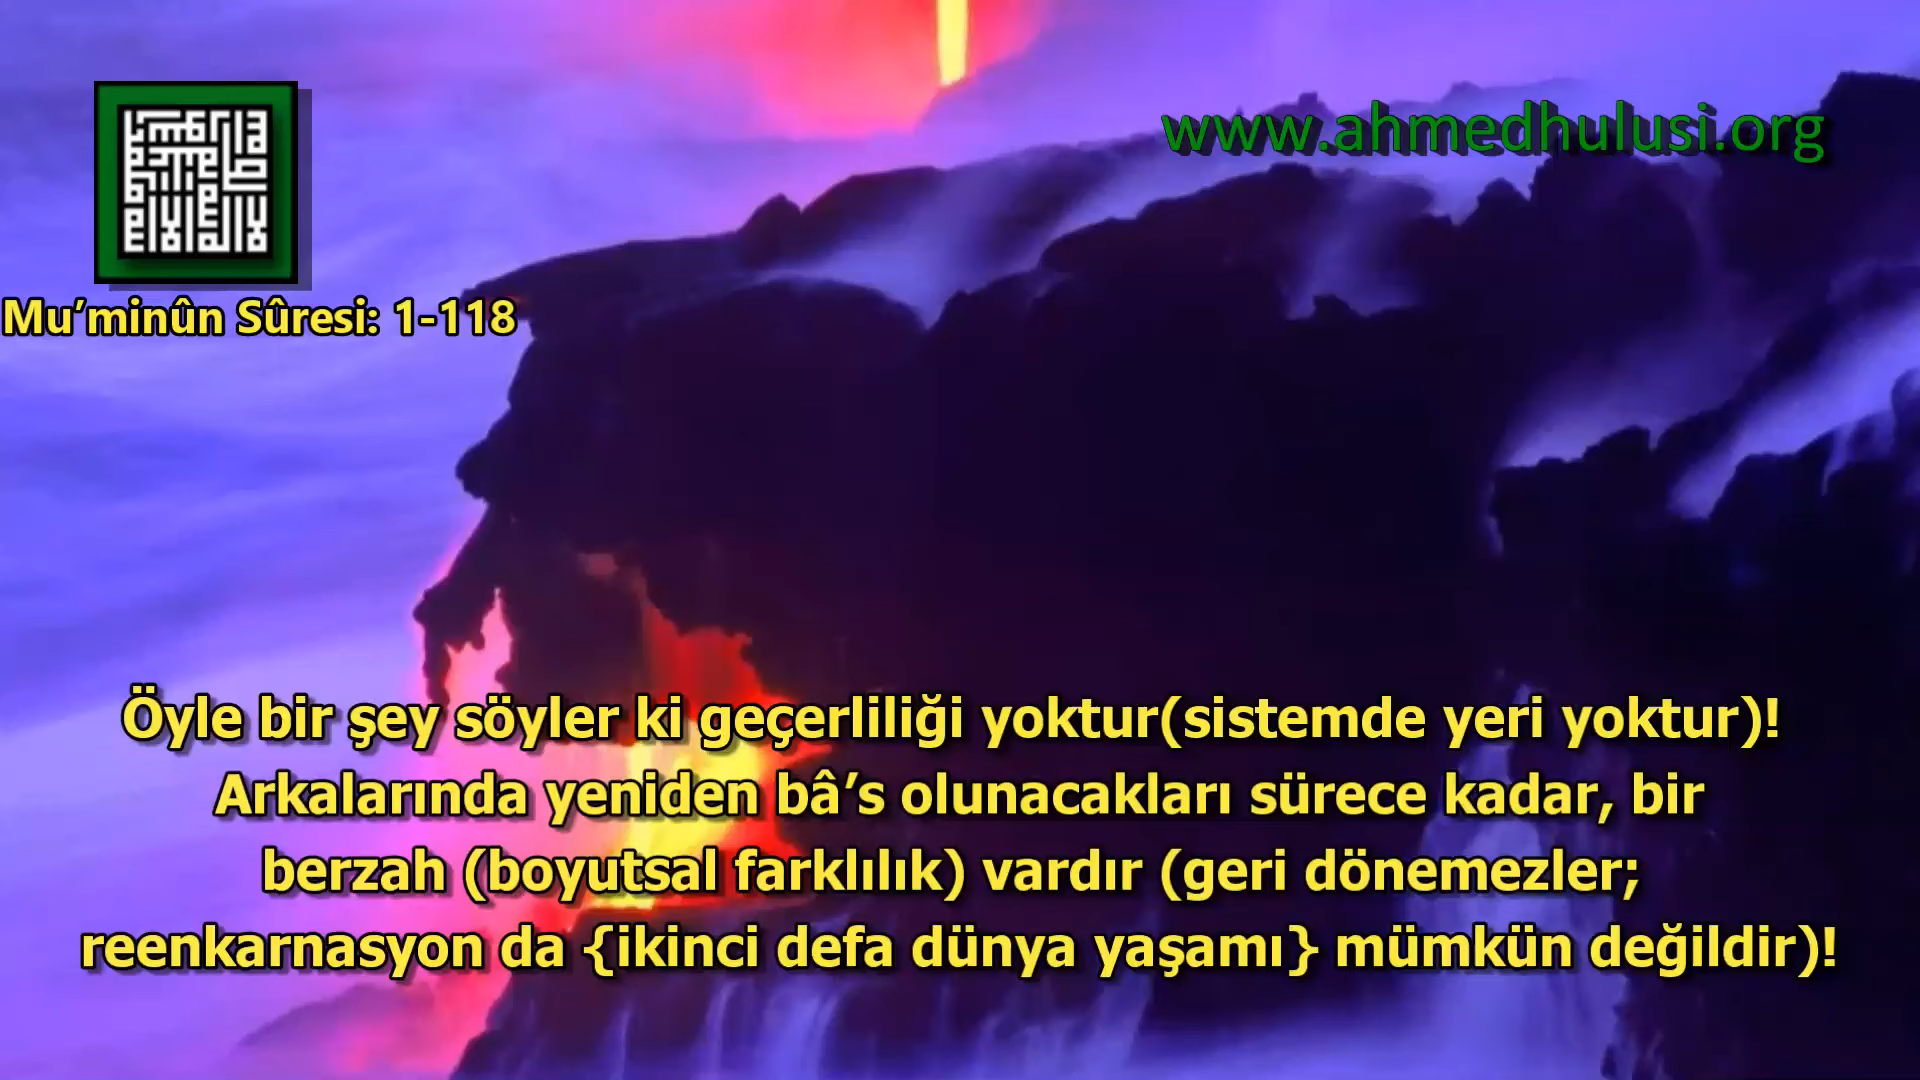 www.ahmedhulusi.org
Mu’minûn Sûresi: 1-118
Öyle bir şey söyler ki geçerliliği yoktur(sistemde yeri yoktur)!
Arkalarında yeniden bâ’s olunacakları sürece kadar, bir
berzah (boyutsal farklılık) vardır (geri dönemezler;
reenkarnasyon da {ikinci defa dünya yaşamı} mümkün değildir)!